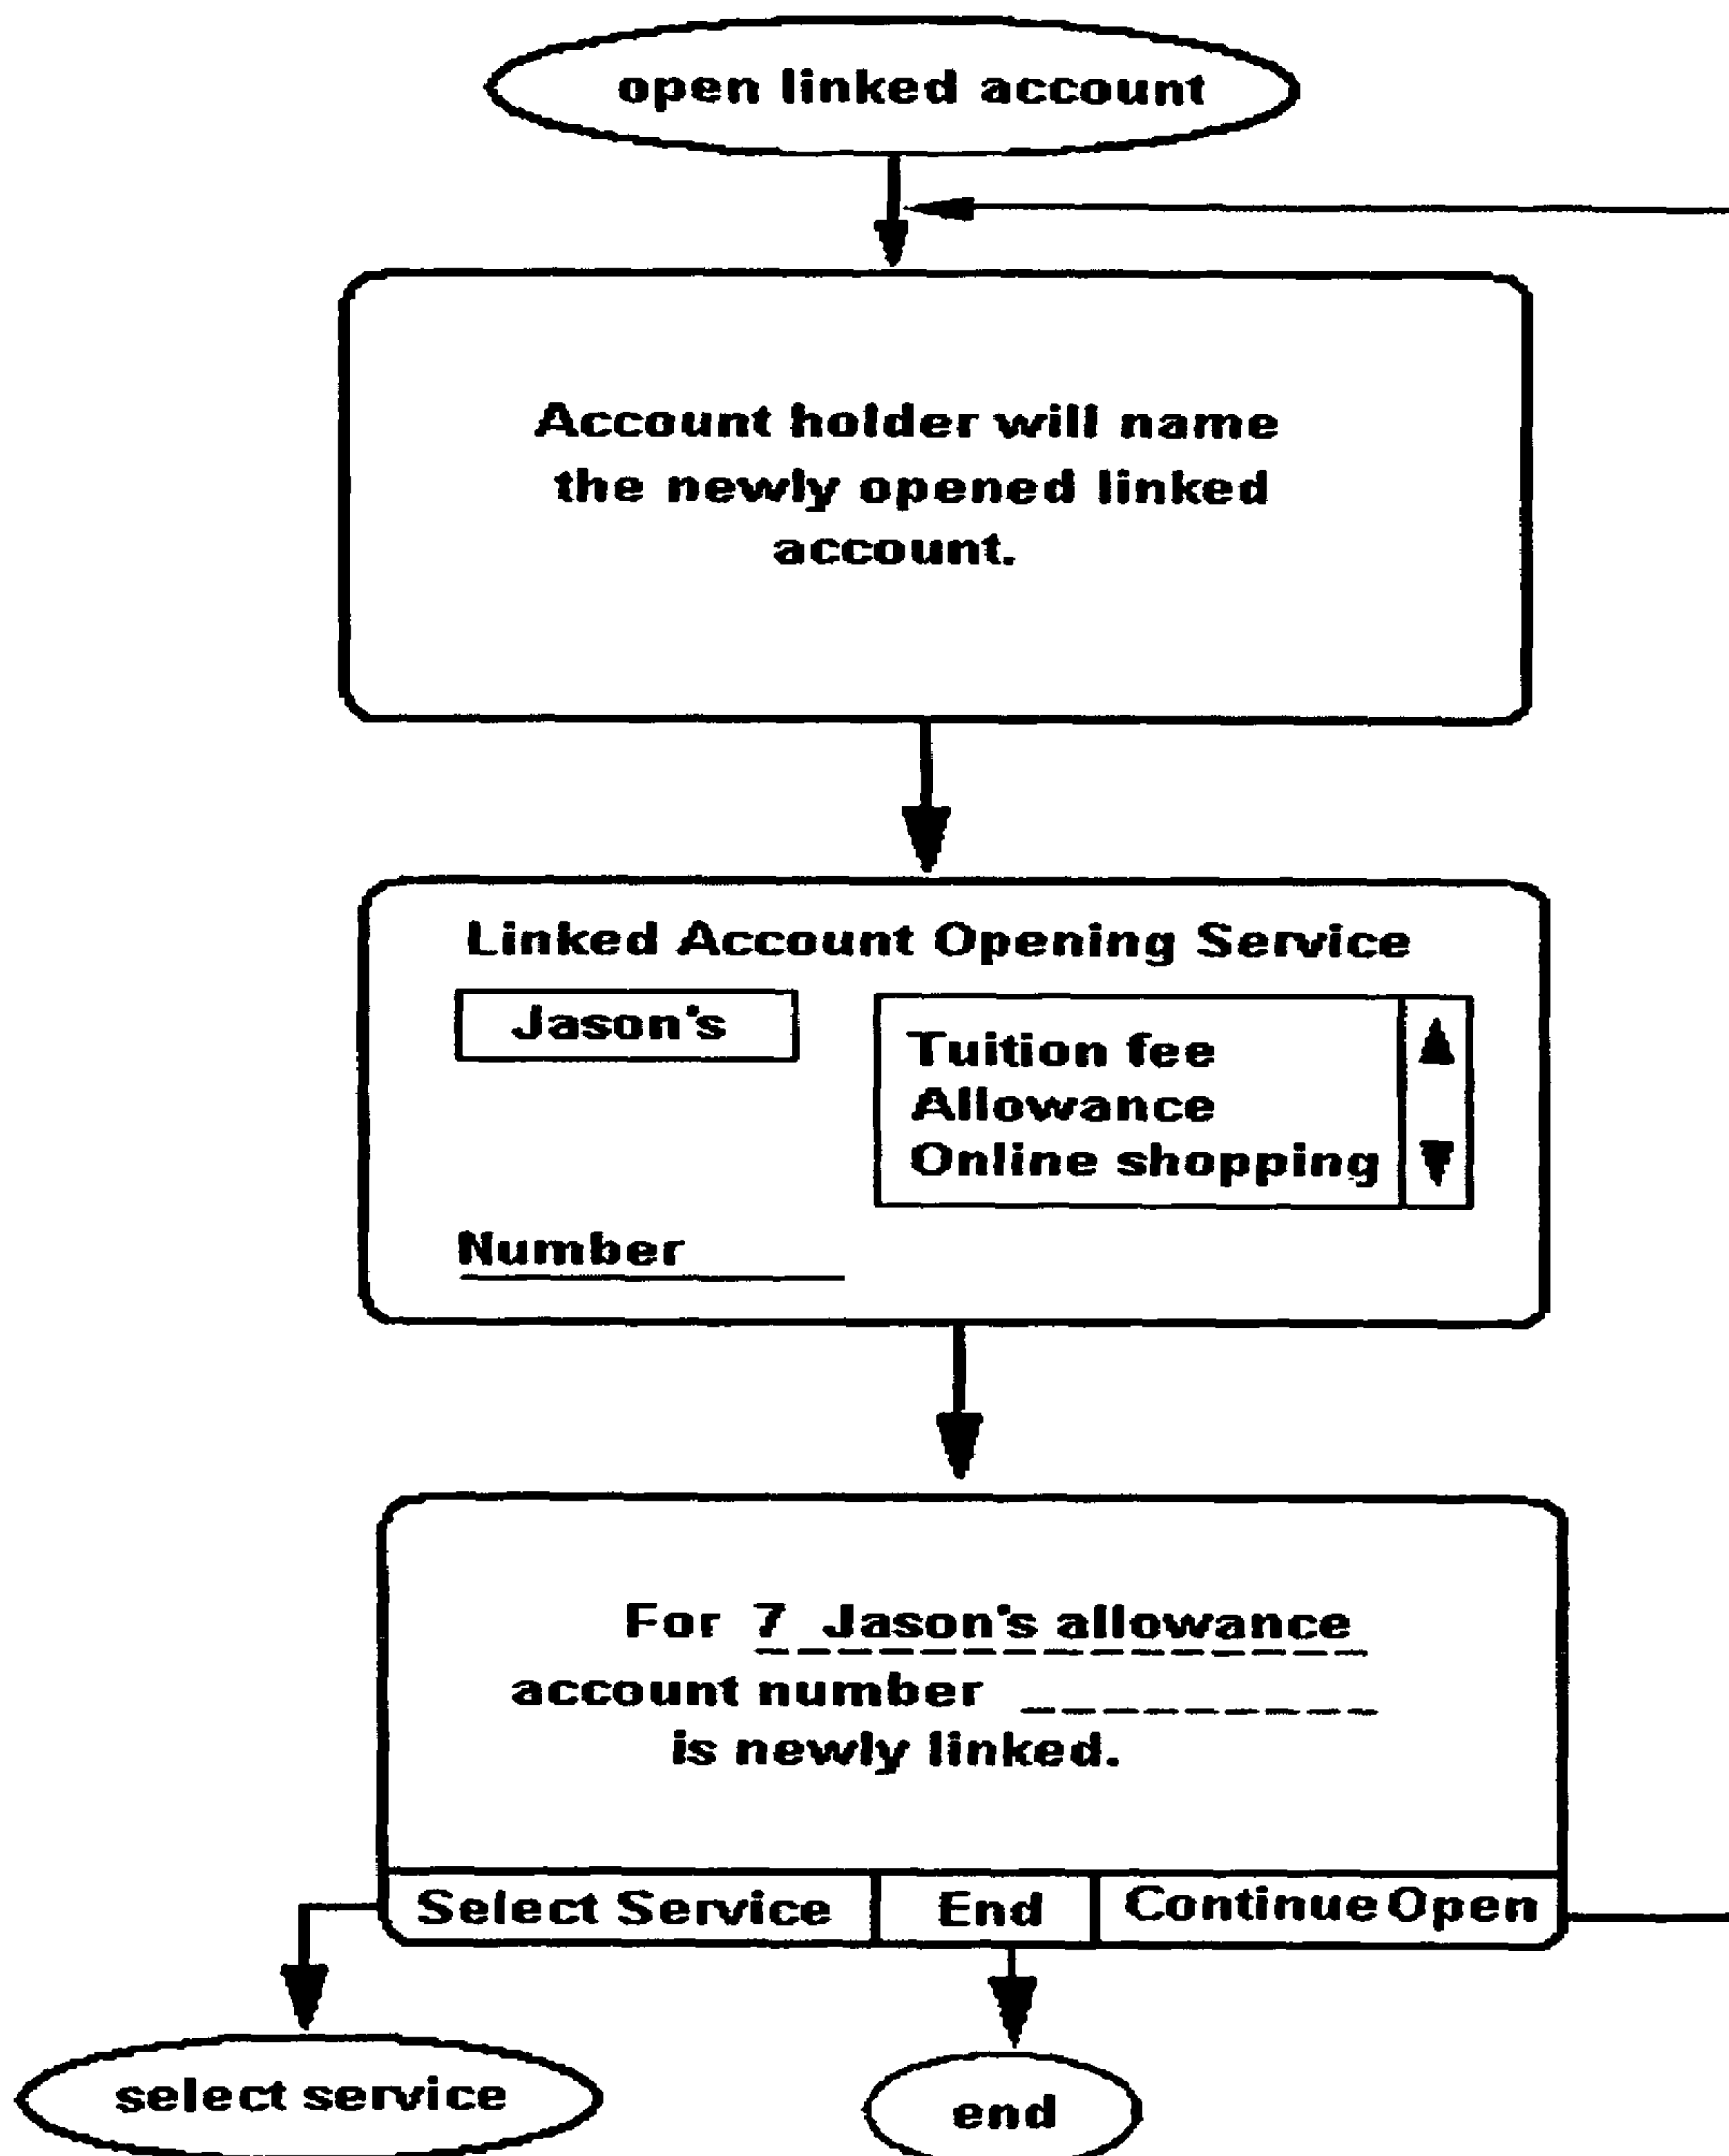 open linked account
Account holder will name
the newly opened linked
account.
Linked Account Opening Service
Jason's
Tuition fee
Allowance
Online shopping
Number
For 7 Jason's allowance
account number
is newly linked.
Select Service End Continue Open
select service
end